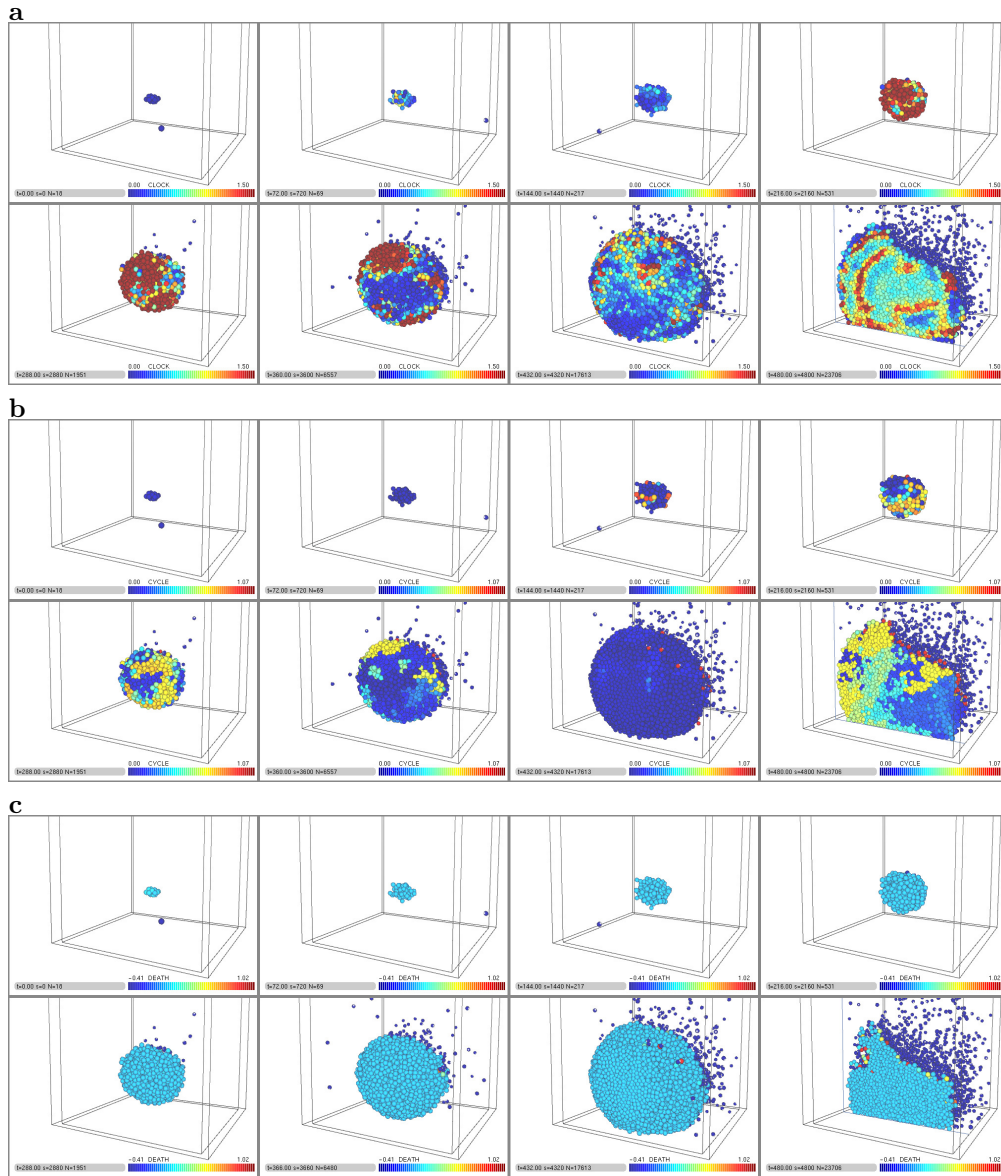 a
0.00 CLOCK 1.50
t=0.00 s=0 N=16
0.00 CLOCK 1.50
t=72.00 s=720 N=69
0.00 CLOCK 1.50
t=144.00 s=1440 N=217
0.00 CLOCK 1.50
t=216.00 s=2160 N=531
0.00 CLOCK 1.50
t=288.00 s=2880 N=1951
0.00 CLOCK 1.50
t=360.00 s=3600 N=6557
0.00 CLOCK 1.50
t=432.00 s=4320 N=17613
0.00 CLOCK 1.50
t=480.00 s=4800 N=23706
b
0.00 CYCLE 1.07
t=0.00 s=0 N=16
0.00 CYCLE 1.07
t=72.00 s=720 N=69
0.00 CYCLE 1.07
t=144.00 s=1440 N=217
0.00 CYCLE 1.07
t=216.00 s=2160 N=531
0.00 CYCLE 1.07
t=288.00 s=2880 N=1951
0.00 CYCLE 1.07
t=360.00 s=3600 N=6557
0.00 CYCLE 1.07
t=432.00 s=4320 N=17613
0.00 CYCLE 1.07
t=480.00 s=4800 N=23706
c
-0.41 DEATH 1.02
t=0.00 s=0 N=16
-0.41 DEATH 1.02
t=72.00 s=720 N=69
-0.41 DEATH 1.02
t=144.00 s=1440 N=217
-0.41 DEATH 1.02
t=216.00 s=2160 N=531
-0.41 DEATH 1.02
t=288.00 s=2880 N=1951
-0.41 DEATH 1.02
t=366.00 s=3660 N=6480
-0.41 DEATH 1.02
t=432.00 s=4320 N=17613
-0.41 DEATH 1.02
t=480.00 s=4800 N=23706